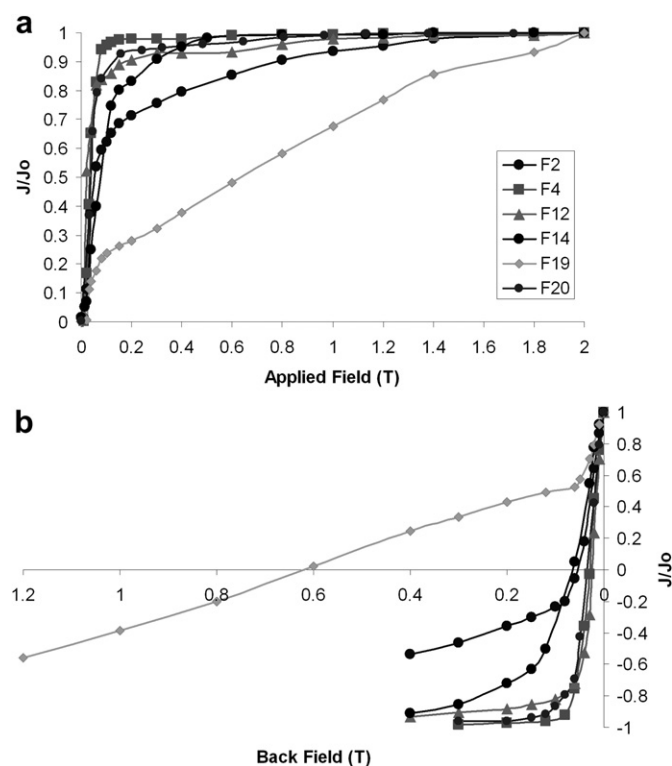 a
1
0.9
0.8
0.7
0.6
0.5
0.4
0.3
0.2
0.1
0
J/Jo
0 0.2 0.4 0.6 0.8 1 1.2 1.4 1.6 1.8 2
Applied Field (T)
F2
F4
F12
F14
F19
F20
b
1
0.8
0.6
0.4
0.2
0
-0.2
-0.4
-0.6
-0.8
-1
J/Jo
1.2 1 0.8 0.6 0.4 0.2 0
Back Field (T)